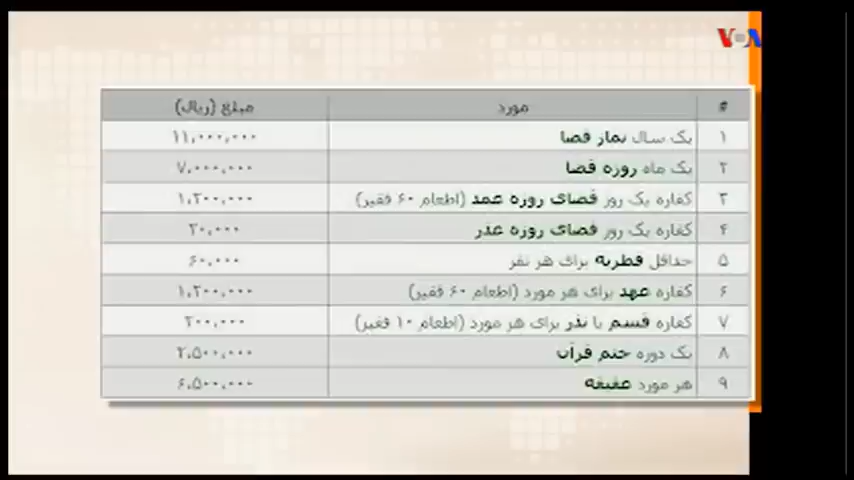 VOA
# مورد مبلغ (ریال)
۱ یک سال نماز قضا ۱۱،۰۰۰،۰۰۰
۲ یک ماه روزه قضا ۷،۰۰۰،۰۰۰
۳ کفاره یک روز قضای روزه عمد (اطعام ۶۰ فقیر) ۱،۲۰۰،۰۰۰
۴ کفاره یک روز قضای روزه عذر ۲۰،۰۰۰
۵ حداقل فطریه برای هر نفر ۶۰،۰۰۰
۶ کفاره عهد برای هر مورد (اطعام ۶۰ فقیر) ۱،۲۰۰،۰۰۰
۷ کفاره قسم یا نذر برای هر مورد (اطعام ۱۰ فقیر) ۲۰۰،۰۰۰
۸ یک دوره ختم قرآن ۲،۵۰۰،۰۰۰
۹ هر مورد عقیقه ۶،۵۰۰،۰۰۰